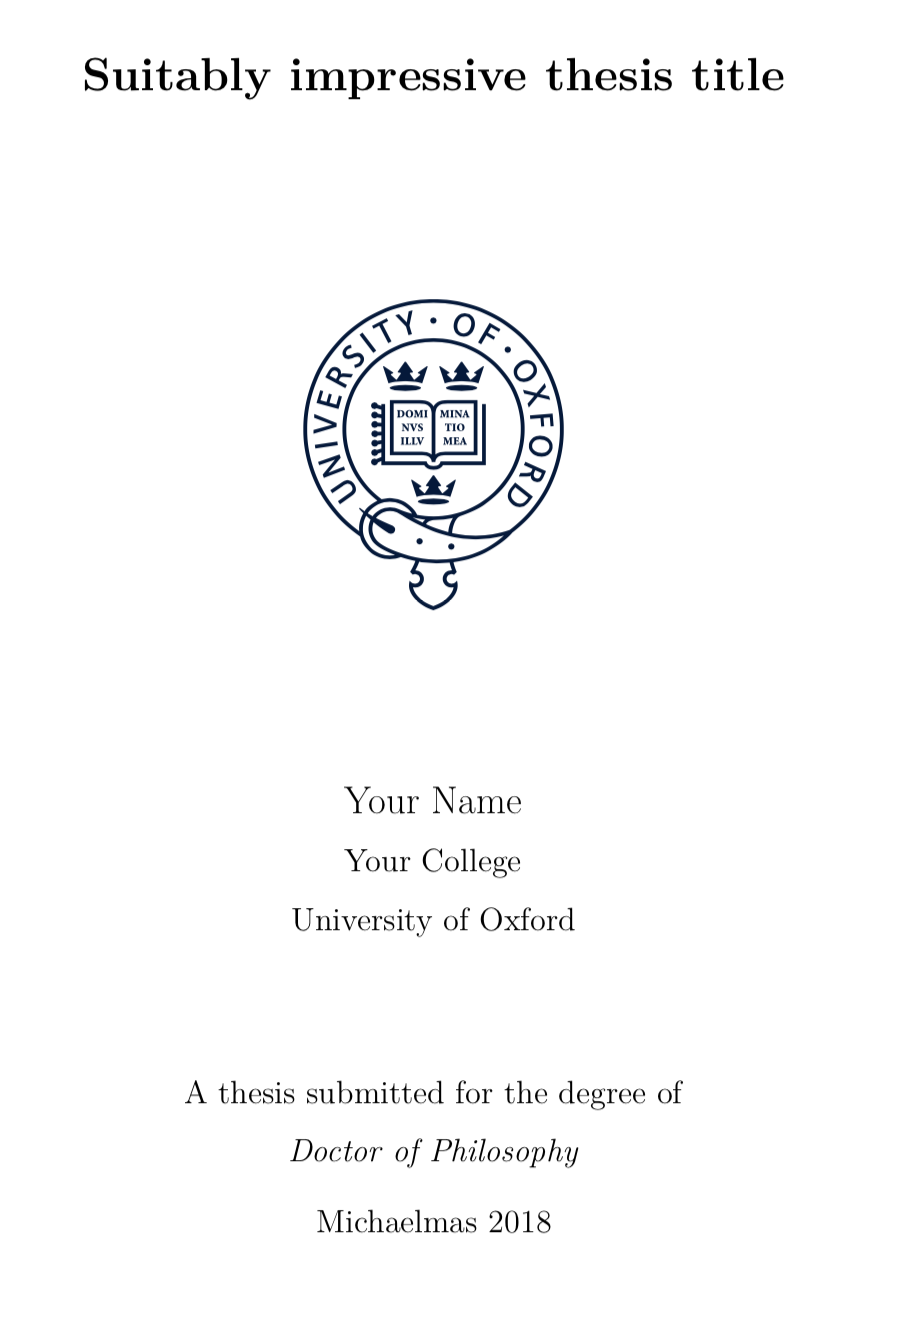 Suitably impressive thesis title
UNIVERSITY · OF · OXFORD
DOMI MINA
NVS TIO
ILLV MEA
Your Name
Your College
University of Oxford
A thesis submitted for the degree of
Doctor of Philosophy
Michaelmas 2018